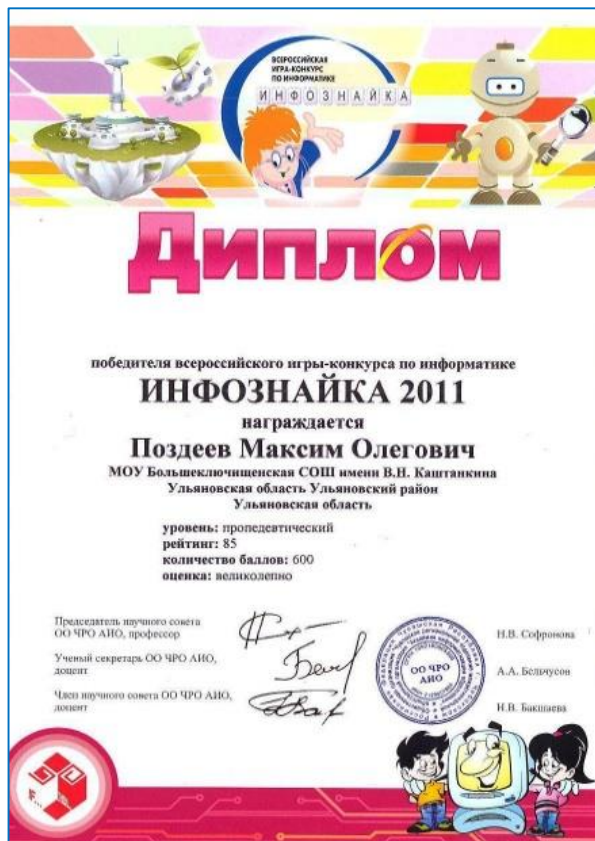 ВСЕРОССИЙСКАЯ
ИГРА-КОНКУРС
ПО ИНФОРМАТИКЕ
ИНФОЗНАЙКА
Диплом
победителя всероссийского игры-конкурса по информатике
ИНФОЗНАЙКА 2011
награждается
Поздеев Максим Олегович
МОУ Большеключищенская СОШ имени В.Н. Каштанкина
Ульяновская область Ульяновский район
Ульяновская область
уровень: пропедевтический
рейтинг: 85
количество баллов: 600
оценка: великолепно
Председатель научного совета
ОО ЧРО АИО, профессор
Н.В. Софронова
Ученый секретарь ОО ЧРО АИО,
доцент
А.А. Бельчусов
Член научного совета ОО ЧРО АИО,
доцент
Н.В. Бакшаева
ОО ЧРО
АИО